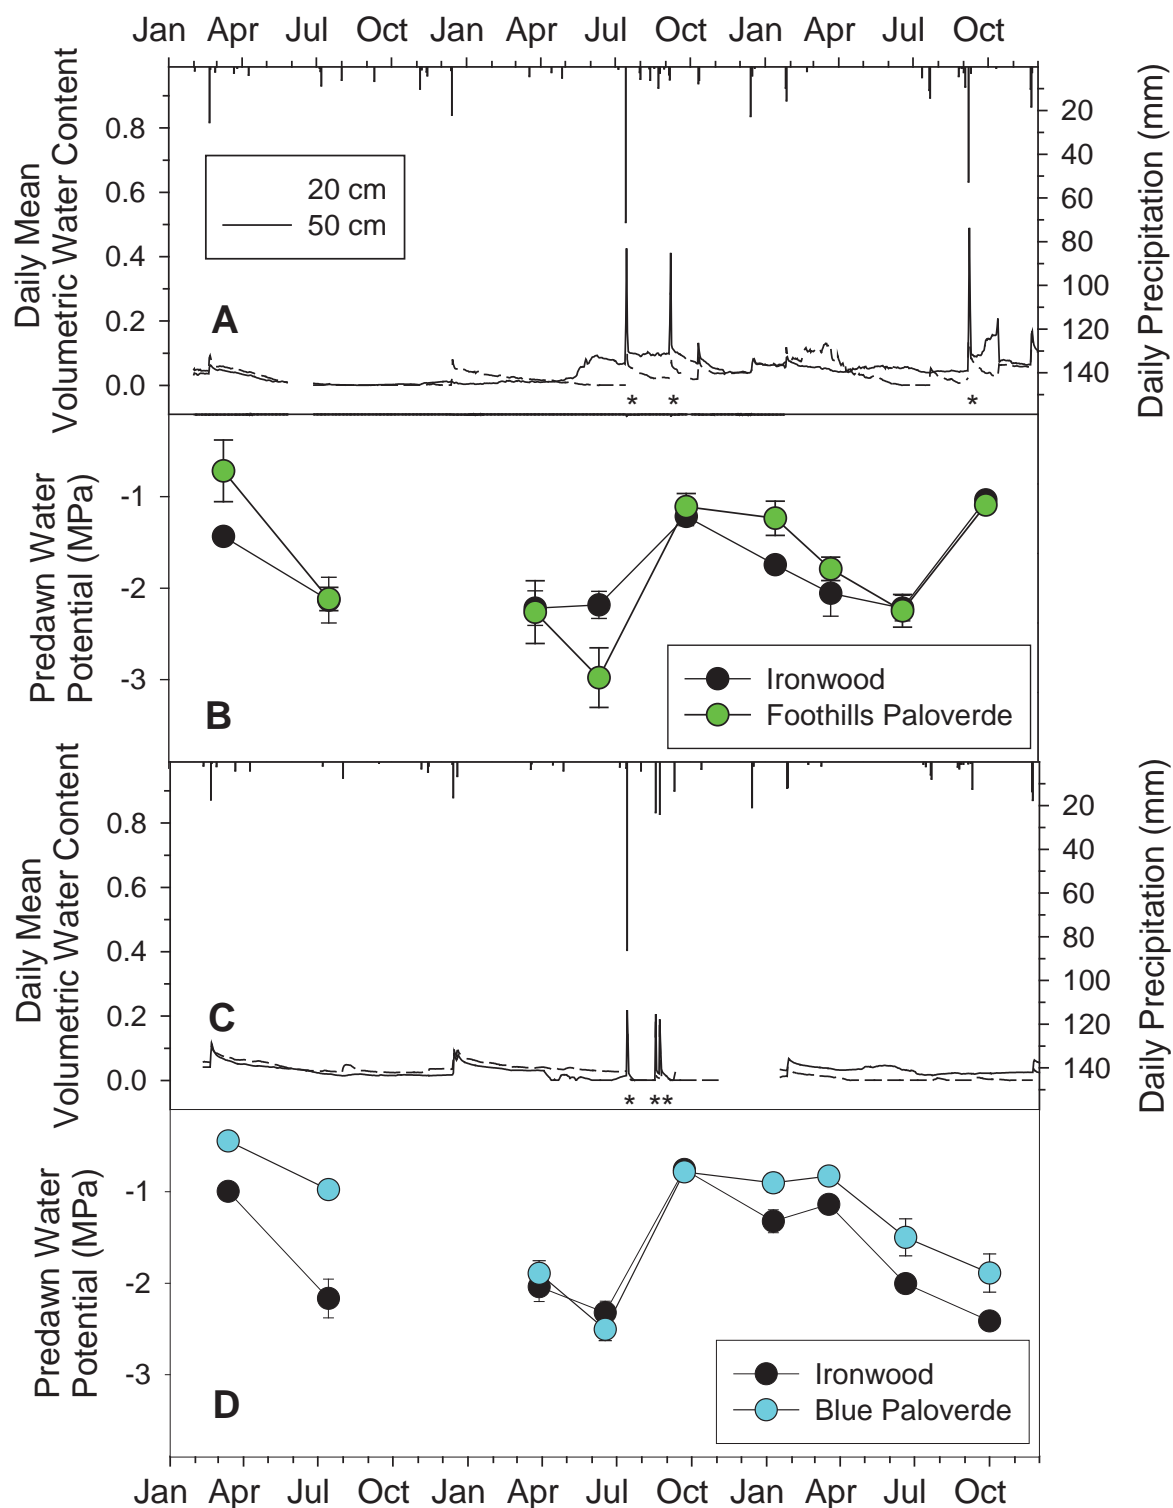 Jan Apr Jul Oct Jan Apr Jul Oct Jan Apr Jul Oct
Daily Mean
Volumetric Water Content
0.8
0.6
0.4
0.2
0.0
20 cm
50 cm
A
* * *
20
40
60
80
100
120
140
Daily Precipitation (mm)
Predawn Water
Potential (MPa)
-1
-2
-3
B
Ironwood
Foothills Paloverde
Daily Mean
Volumetric Water Content
0.8
0.6
0.4
0.2
0.0
C
* **
20
40
60
80
100
120
140
Daily Precipitation (mm)
Predawn Water
Potential (MPa)
-1
-2
-3
D
Ironwood
Blue Paloverde
Jan Apr Jul Oct Jan Apr Jul Oct Jan Apr Jul Oct